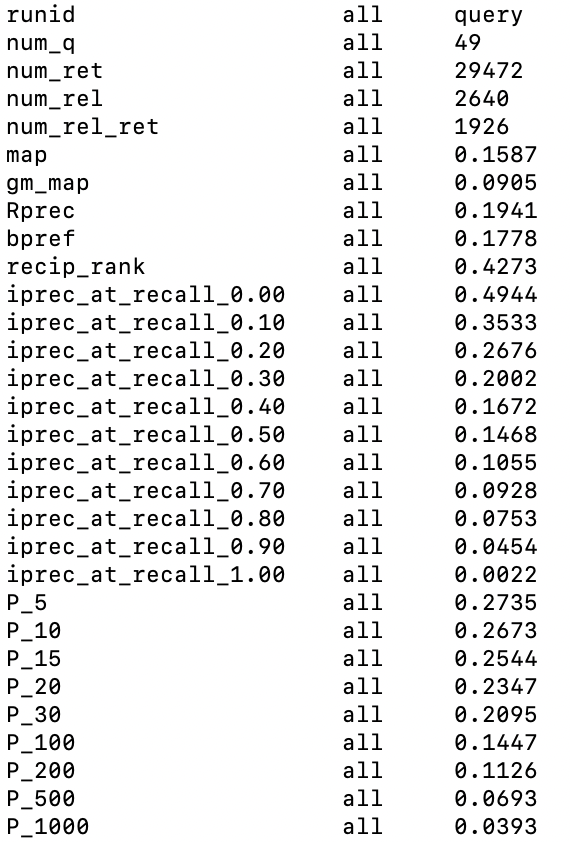 runid all query
num_q all 49
num_ret all 29472
num_rel all 2640
num_rel_ret all 1926
map all 0.1587
gm_map all 0.0905
Rprec all 0.1941
bpref all 0.1778
recip_rank all 0.4273
iprec_at_recall_0.00 all 0.4944
iprec_at_recall_0.10 all 0.3533
iprec_at_recall_0.20 all 0.2676
iprec_at_recall_0.30 all 0.2002
iprec_at_recall_0.40 all 0.1672
iprec_at_recall_0.50 all 0.1468
iprec_at_recall_0.60 all 0.1055
iprec_at_recall_0.70 all 0.0928
iprec_at_recall_0.80 all 0.0753
iprec_at_recall_0.90 all 0.0454
iprec_at_recall_1.00 all 0.0022
P_5 all 0.2735
P_10 all 0.2673
P_15 all 0.2544
P_20 all 0.2347
P_30 all 0.2095
P_100 all 0.1447
P_200 all 0.1126
P_500 all 0.0693
P_1000 all 0.0393